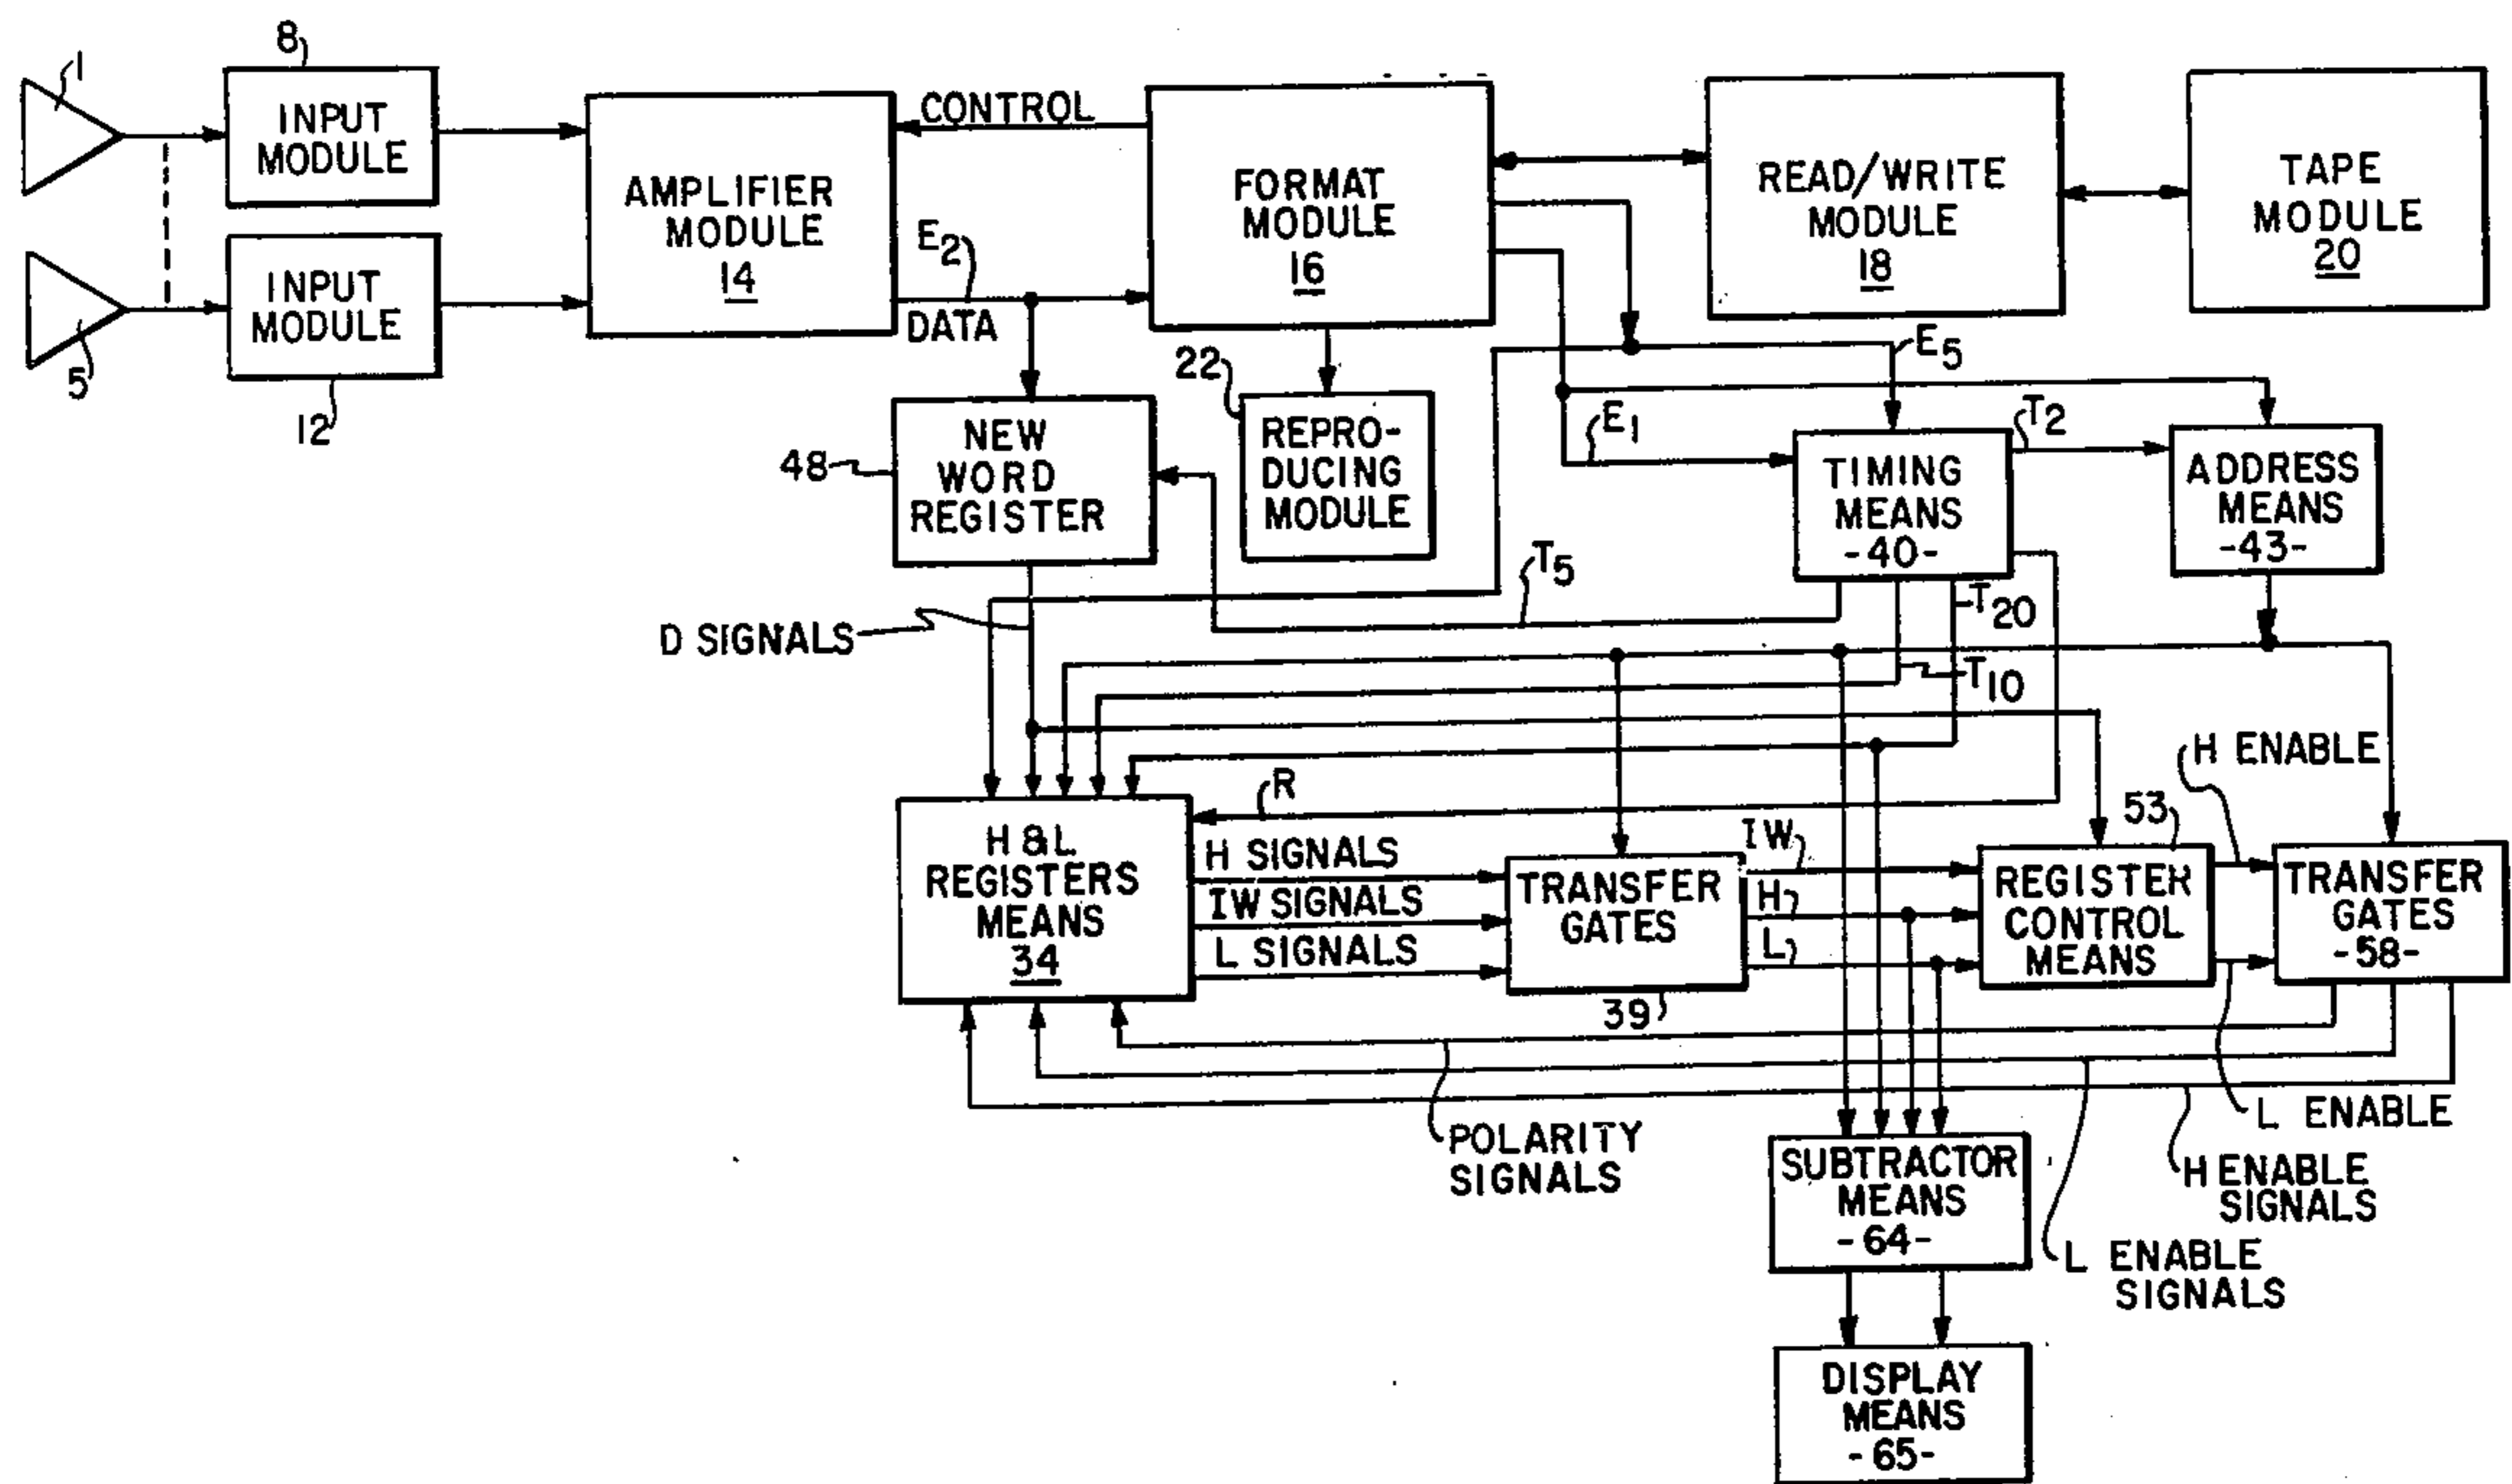 1
8
INPUT
MODULE
5
INPUT
MODULE
12
AMPLIFIER
MODULE
14
CONTROL
E2
DATA
FORMAT
MODULE
16
READ/WRITE
MODULE
18
TAPE
MODULE
20
48
NEW
WORD
REGISTER
22
REPRO-
DUCING
MODULE
E5
E1
TIMING
MEANS
-40-
T2
ADDRESS
MEANS
-43-
D SIGNALS
T5
T20
T10
R
H & L
REGISTERS
MEANS
34
H SIGNALS
IW SIGNALS
L SIGNALS
TRANSFER
GATES
39
IW
H
L
53
REGISTER
CONTROL
MEANS
H ENABLE
TRANSFER
GATES
-58-
L ENABLE
POLARITY
SIGNALS
H ENABLE
SIGNALS
L ENABLE
SIGNALS
SUBTRACTOR
MEANS
-64-
DISPLAY
MEANS
-65-